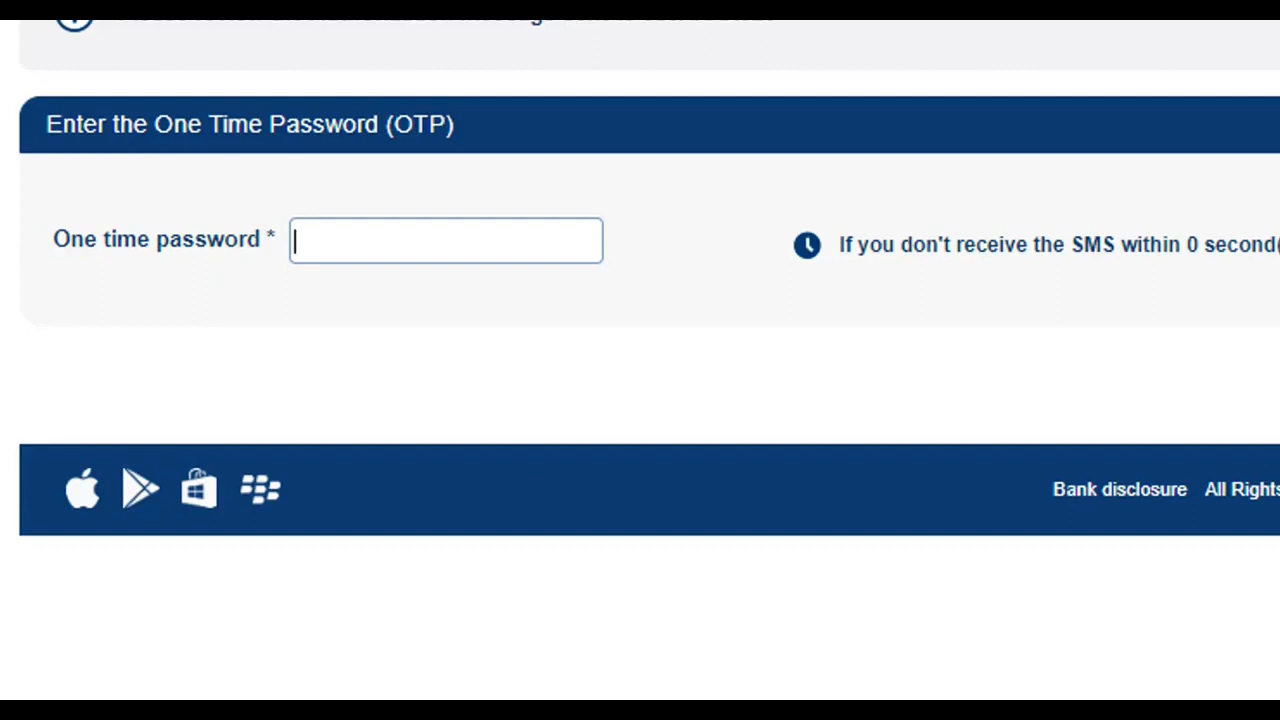 Enter the One Time Password (OTP)
One time password *
If you don't receive the SMS within 0 second(
Bank disclosure All Rights